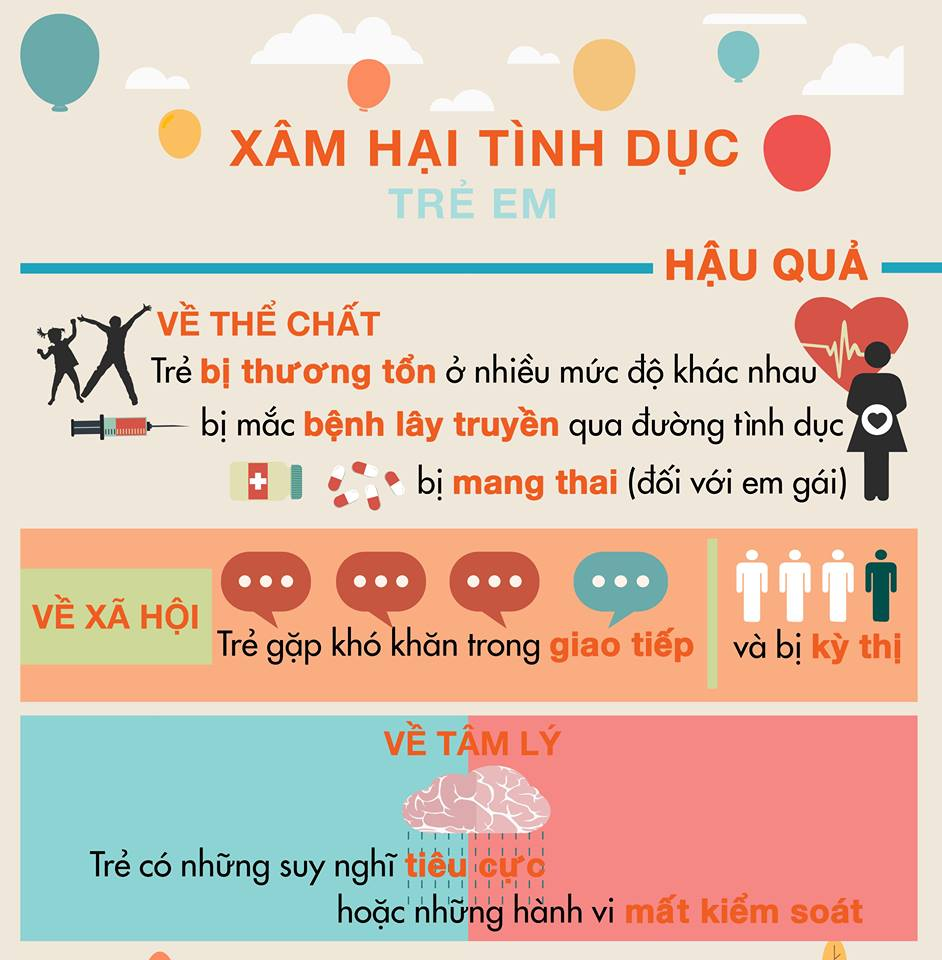 XÂM HẠI TÌNH DỤC
TRẺ EM
HẬU QUẢ
VỀ THỂ CHẤT
Trẻ bị thương tổn ở nhiều mức độ khác nhau
bị mắc bệnh lây truyền qua đường tình dục
bị mang thai (đối với em gái)
VỀ XÃ HỘI
Trẻ gặp khó khăn trong giao tiếp
và bị kỳ thị
VỀ TÂM LÝ
Trẻ có những suy nghĩ tiêu cực
hoặc những hành vi mất kiểm soát